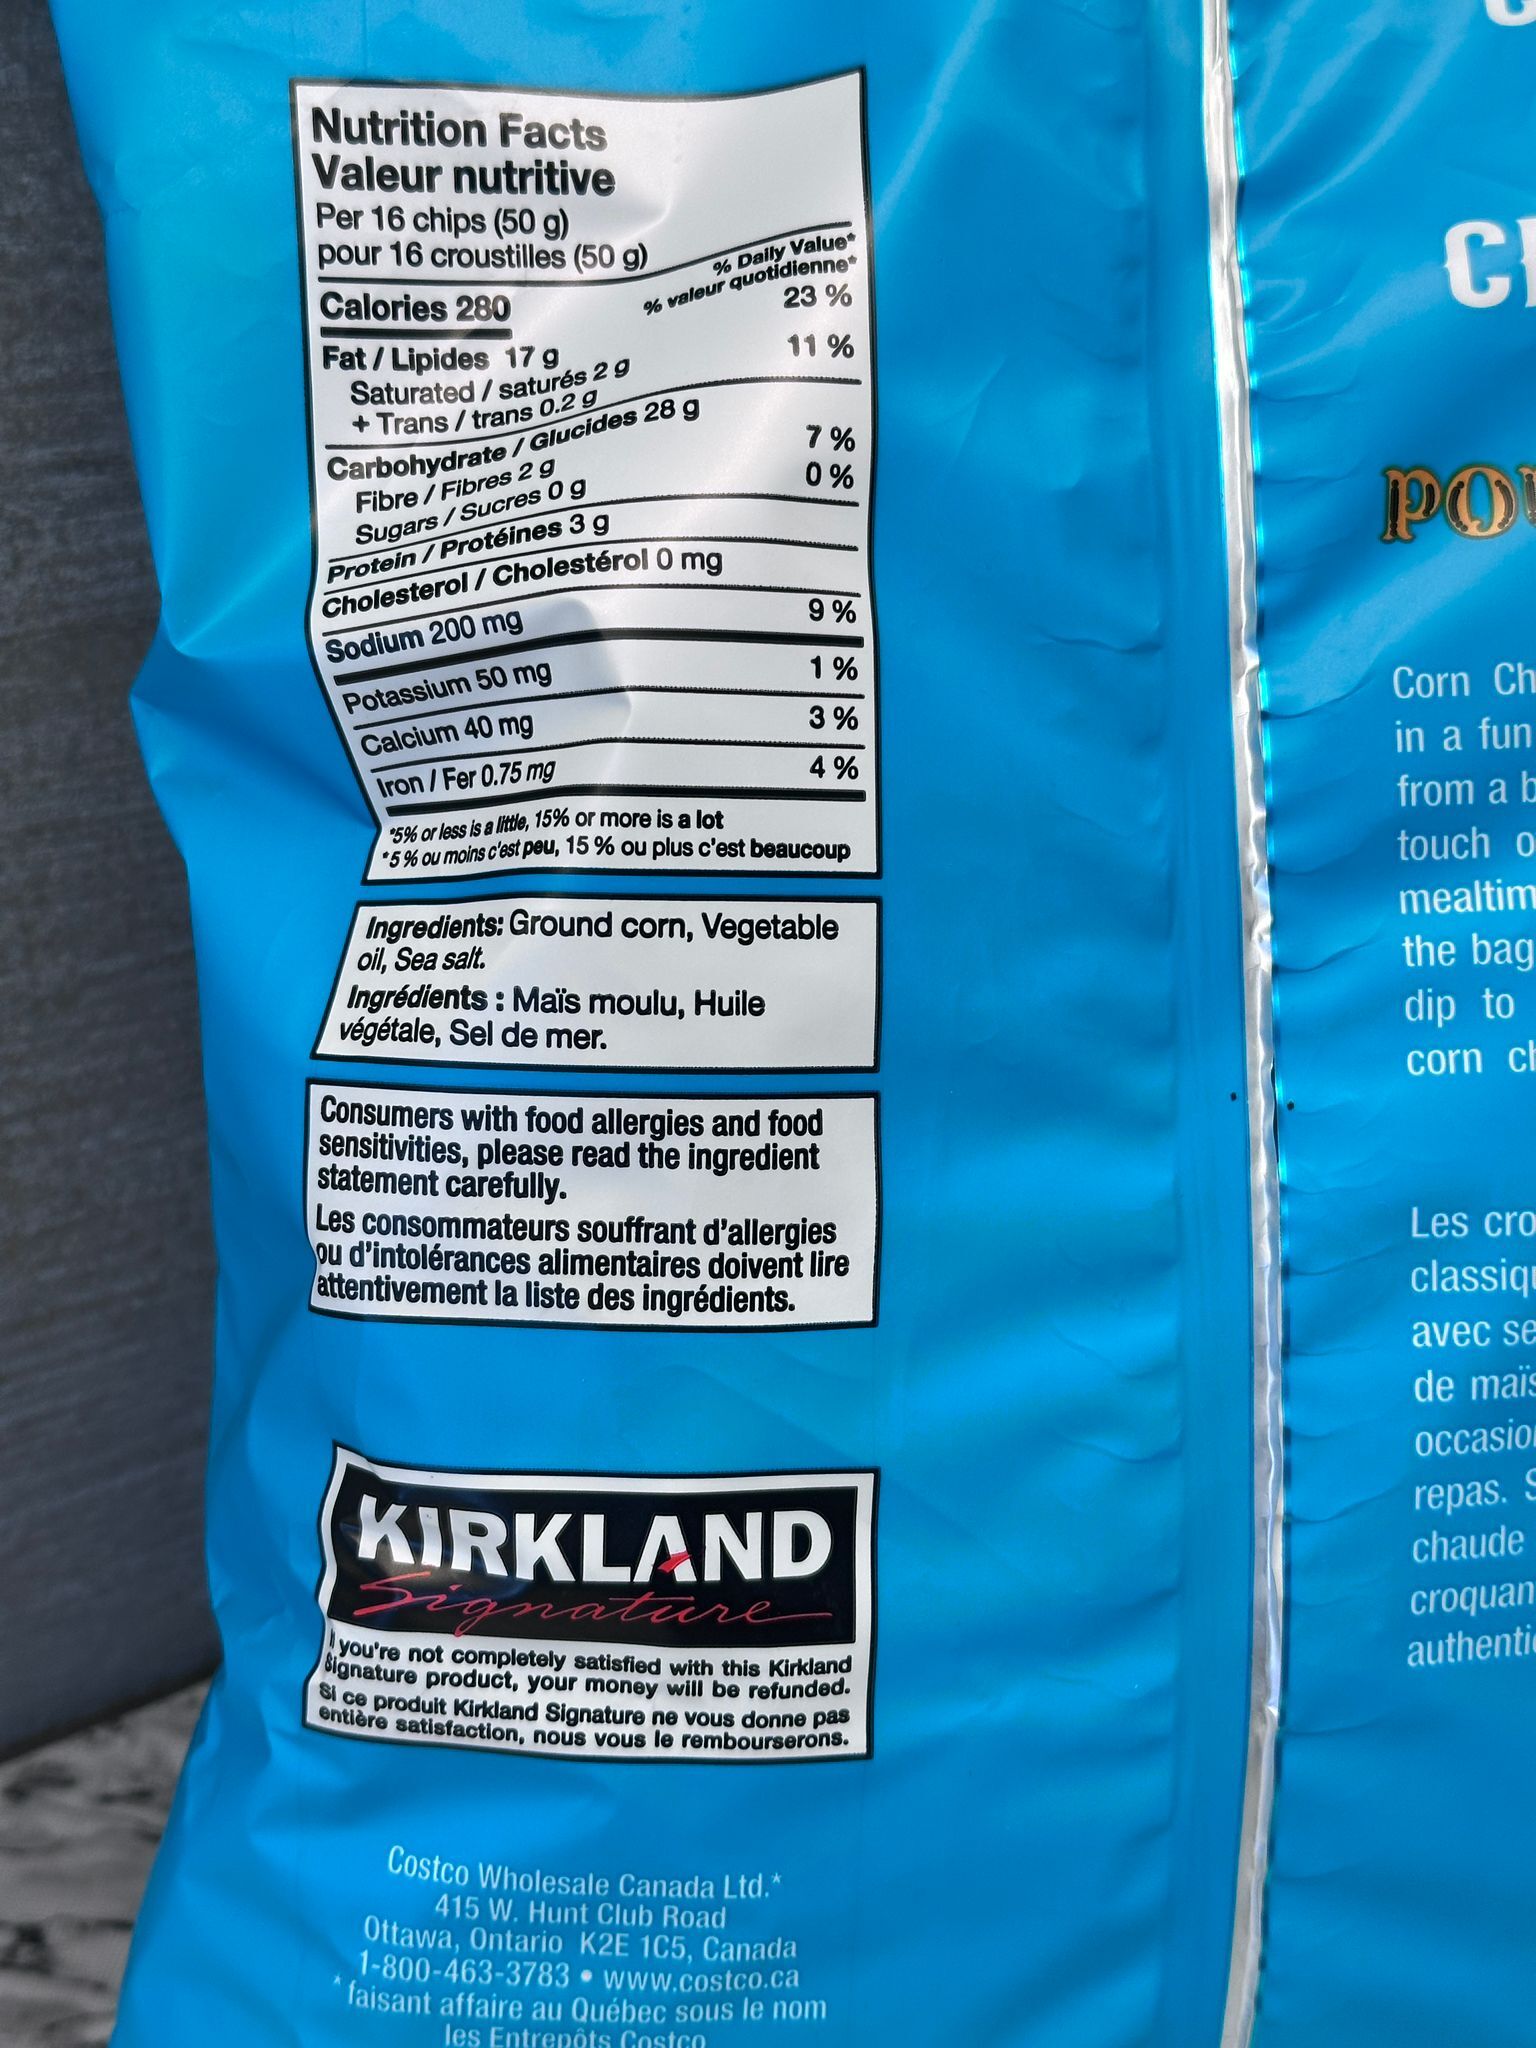 Nutrition Facts
Valeur nutritive
Per 16 chips (50 g)
pour 16 croustilles (50 g)
% Daily Value*
% valeur quotidienne*
Calories 280
Fat / Lipides 17 g 23 %
Saturated / saturés 2 g
+ Trans / trans 0.2 g 11 %
Carbohydrate / Glucides 28 g
Fibre / Fibres 2 g 7 %
Sugars / Sucres 0 g 0 %
Protein / Protéines 3 g
Cholesterol / Cholestérol 0 mg
Sodium 200 mg 9 %
Potassium 50 mg 1 %
Calcium 40 mg 3 %
Iron / Fer 0.75 mg 4 %
*5% or less is a little, 15% or more is a lot
*5 % ou moins c'est peu, 15 % ou plus c'est beaucoup
Ingredients: Ground corn, Vegetable
oil, Sea salt.
Ingrédients : Maïs moulu, Huile
végétale, Sel de mer.
Consumers with food allergies and food
sensitivities, please read the ingredient
statement carefully.
Les consommateurs souffrant d'allergies
ou d'intolérances alimentaires doivent lire
attentivement la liste des ingrédients.
KIRKLAND
Signature
If you're not completely satisfied with this Kirkland
Signature product, your money will be refunded.
Si ce produit Kirkland Signature ne vous donne pas
entière satisfaction, nous vous le rembourserons.
Costco Wholesale Canada Ltd.*
415 W. Hunt Club Road
Ottawa, Ontario K2E 1C5, Canada
1-800-463-3783 • www.costco.ca
* faisant affaire au Québec sous le nom
les Entrepôts Costco
Corn
in a fun
from a
touch
mealtim
the bag
dip to
corn
Les
avec
de
repas.
chaude